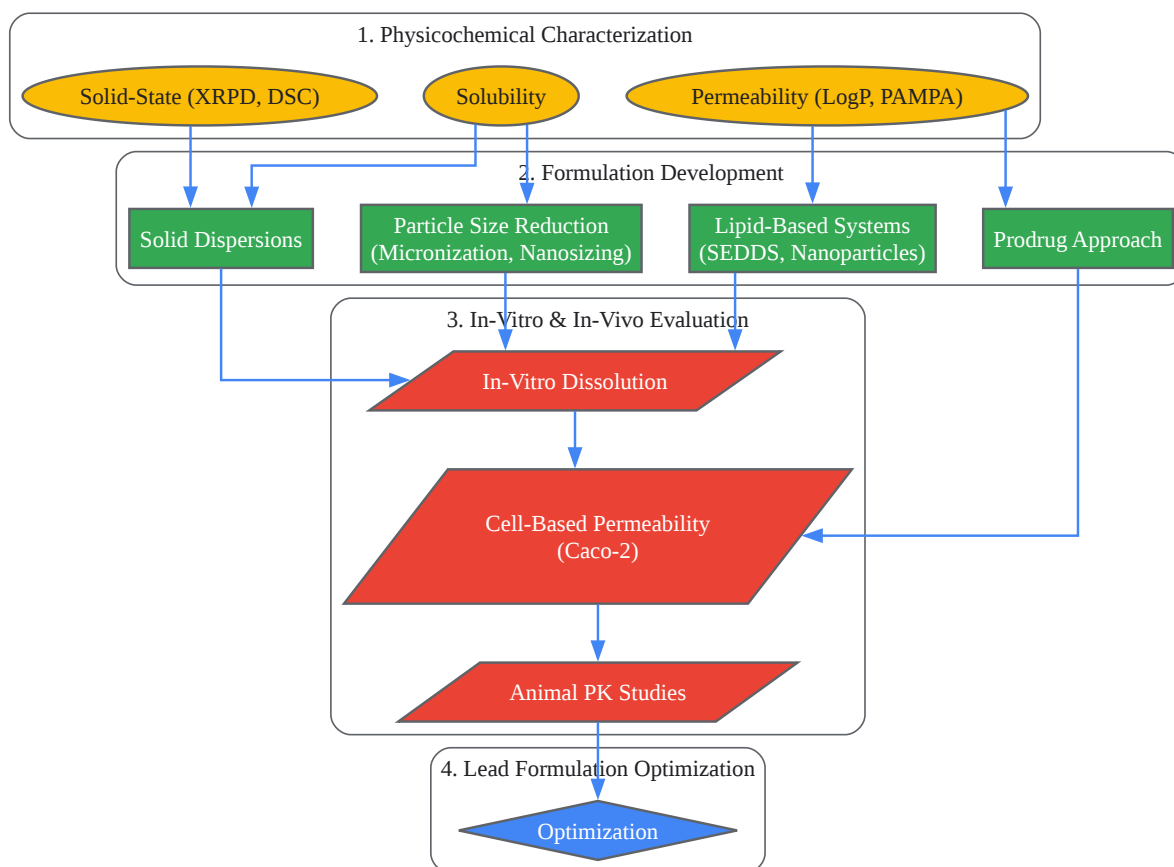 1. Physicochemical Characterization
Solid-State (XRPD, DSC)
Solubility
Permeability (LogP, PAMPA)
2. Formulation Development
Solid Dispersions
Particle Size Reduction
(Micronization, Nanosizing)
Lipid-Based Systems
(SEDDS, Nanoparticles)
Prodrug Approach
3. In-Vitro & In-Vivo Evaluation
In-Vitro Dissolution
Cell-Based Permeability
(Caco-2)
Animal PK Studies
4. Lead Formulation Optimization
Optimization